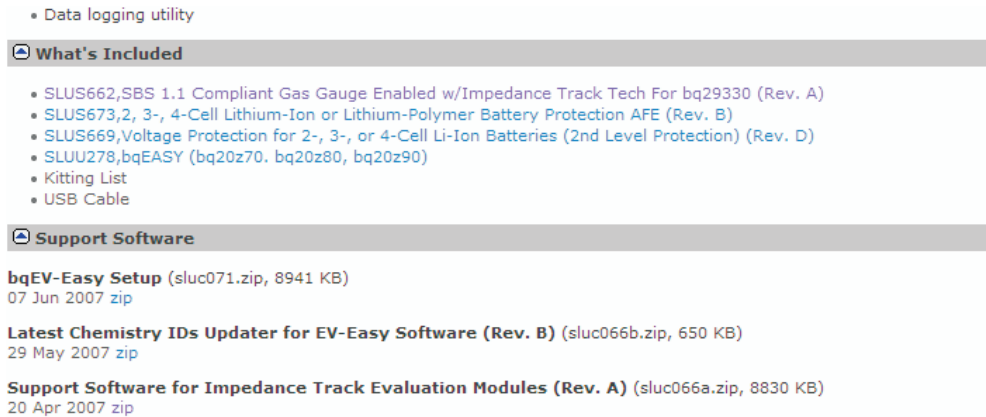 Data logging utility
What's Included
SLUS662,SBS 1.1 Compliant Gas Gauge Enabled w/Impedance Track Tech For bq29330 (Rev. A)
SLUS673,2, 3-, 4-Cell Lithium-Ion or Lithium-Polymer Battery Protection AFE (Rev. B)
SLUS669,Voltage Protection for 2-, 3-, or 4-Cell Li-Ion Batteries (2nd Level Protection) (Rev. D)
SLUU278,bqEASY (bq20z70. bq20z80, bq20z90)
Kitting List
USB Cable
Support Software
bqEV-Easy Setup (sluc071.zip, 8941 KB)
07 Jun 2007 zip
Latest Chemistry IDs Updater for EV-Easy Software (Rev. B) (sluc066b.zip, 650 KB)
29 May 2007 zip
Support Software for Impedance Track Evaluation Modules (Rev. A) (sluc066a.zip, 8830 KB)
20 Apr 2007 zip